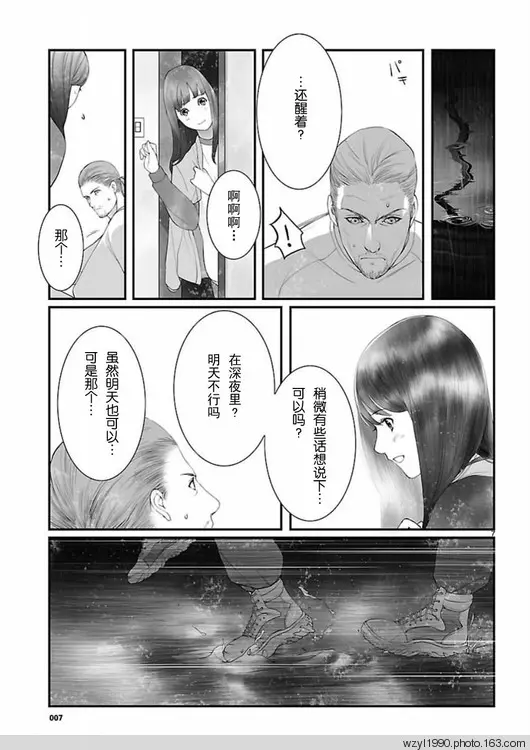 パキ
…还醒着?
!
啊啊啊
…
那个…
稍微有些话想说下…
可以吗?
在深夜里?
明天不行吗
虽然明天也可以…
可是那个…
007
wzyl1990.photo.163.com